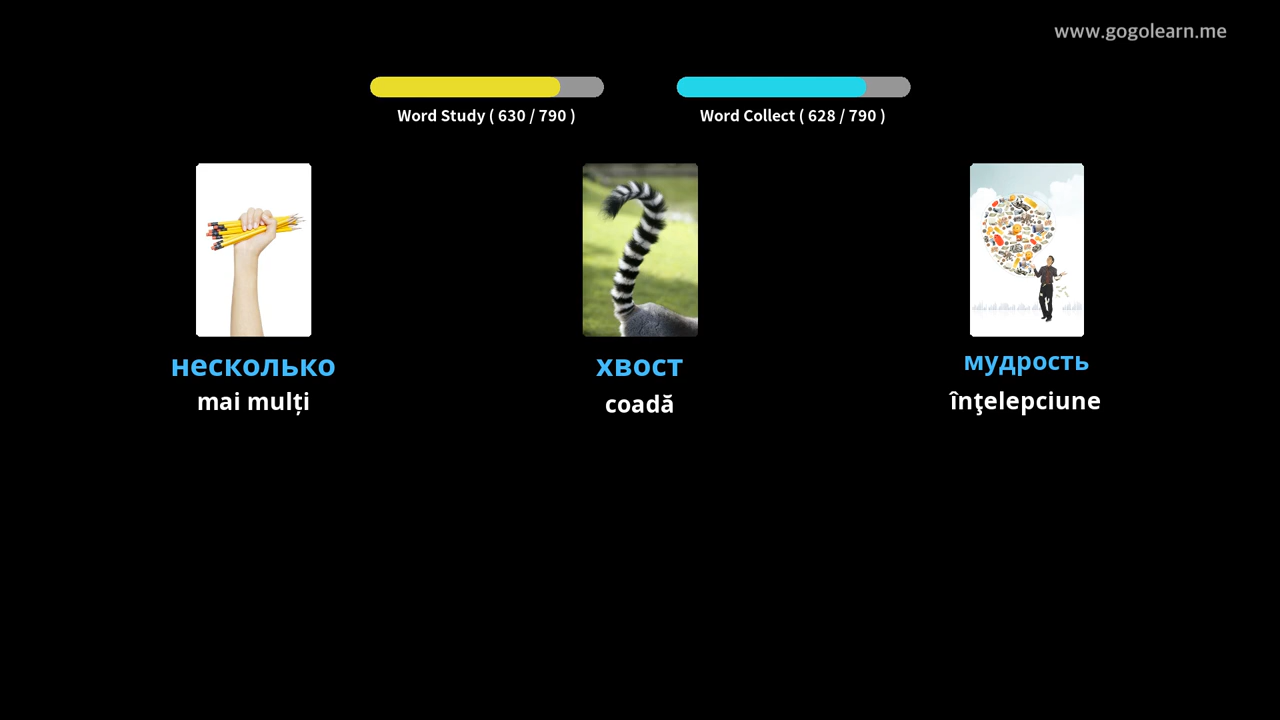 www.gogolearn.me
Word Study ( 630 / 790 )
Word Collect ( 628 / 790 )
несколько
mai mulți
хвост
coadă
мудрость
înţelepciune